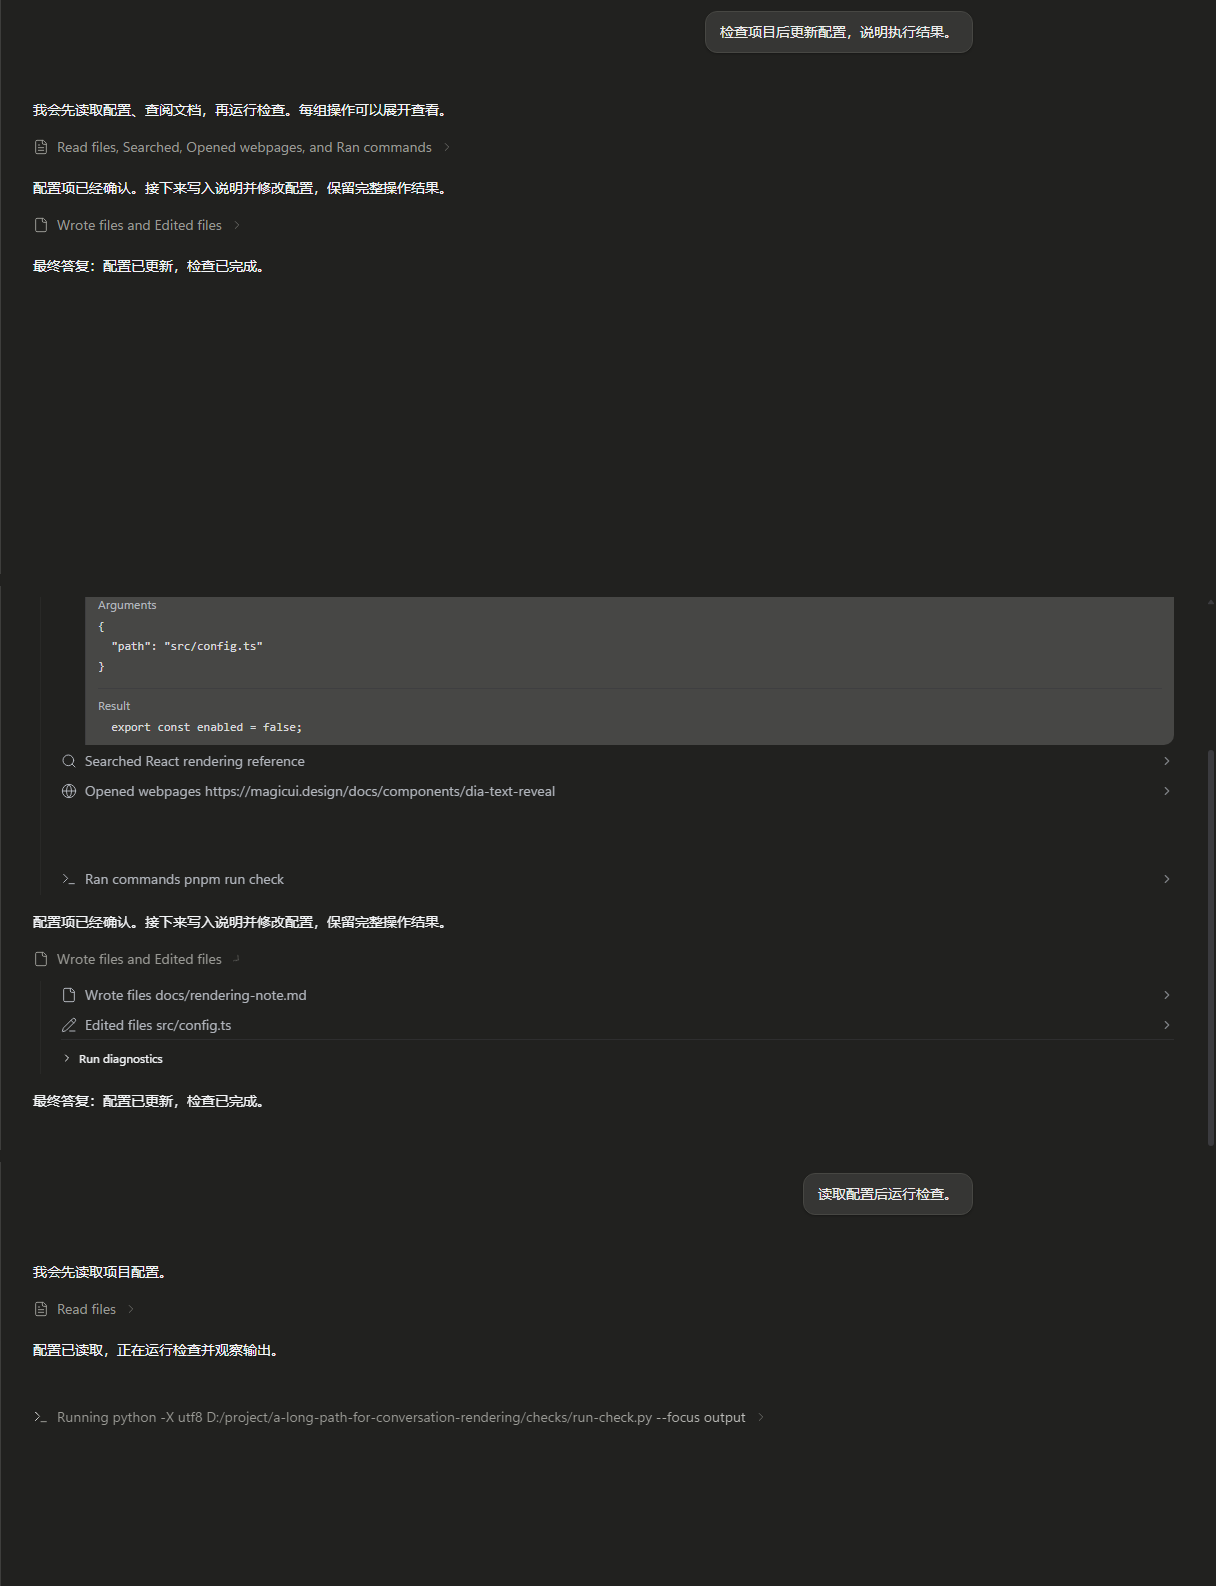 检查项目后更新配置，说明执行结果。
我会先读取配置、查阅文档，再运行检查。每组操作可以展开查看。
Read files, Searched, Opened webpages, and Ran commands
配置项已经确认。接下来写入说明并修改配置，保留完整操作结果。
Wrote files and Edited files
最终答复：配置已更新，检查已完成。
Arguments
{
  "path": "src/config.ts"
}
Result
export const enabled = false;
Searched React rendering reference
Opened webpages https://magicui.design/docs/components/dia-text-reveal
Ran commands pnpm run check
配置项已经确认。接下来写入说明并修改配置，保留完整操作结果。
Wrote files and Edited files
Wrote files docs/rendering-note.md
Edited files src/config.ts
Run diagnostics
最终答复：配置已更新，检查已完成。
读取配置后运行检查。
我会先读取项目配置。
Read files
配置已读取，正在运行检查并观察输出。
Running python -X utf8 D:/project/a-long-path-for-conversation-rendering/checks/run-check.py --focus output